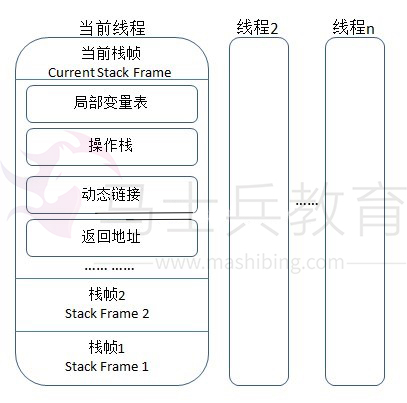 当前线程
线程2
线程n
当前栈帧
Current Stack Frame
局部变量表
操作栈
动态链接
返回地址
…… ……
……
马士兵教育
www.mashibing.com
栈帧2
Stack Frame 2
栈帧1
Stack Frame 1